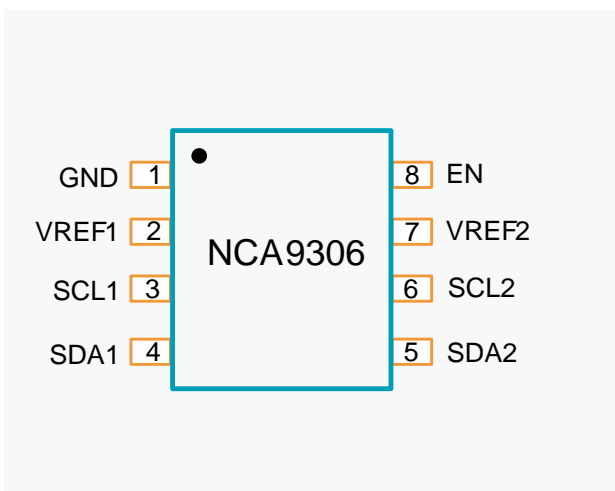 GND 1 8 EN
VREF1 2 7 VREF2
NCA9306
SCL1 3 6 SCL2
SDA1 4 5 SDA2